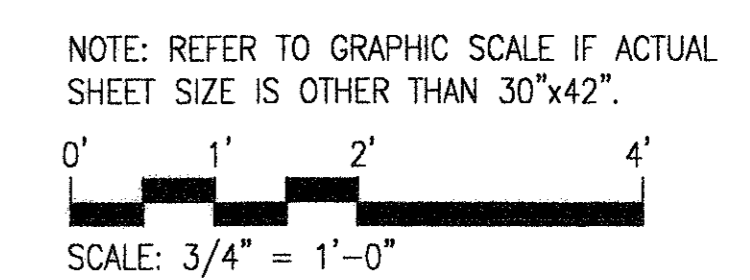 NOTE: REFER TO GRAPHIC SCALE IF ACTUAL
SHEET SIZE IS OTHER THAN 30"x42".
0' 1' 2' 4'
SCALE: 3/4" = 1'-0"